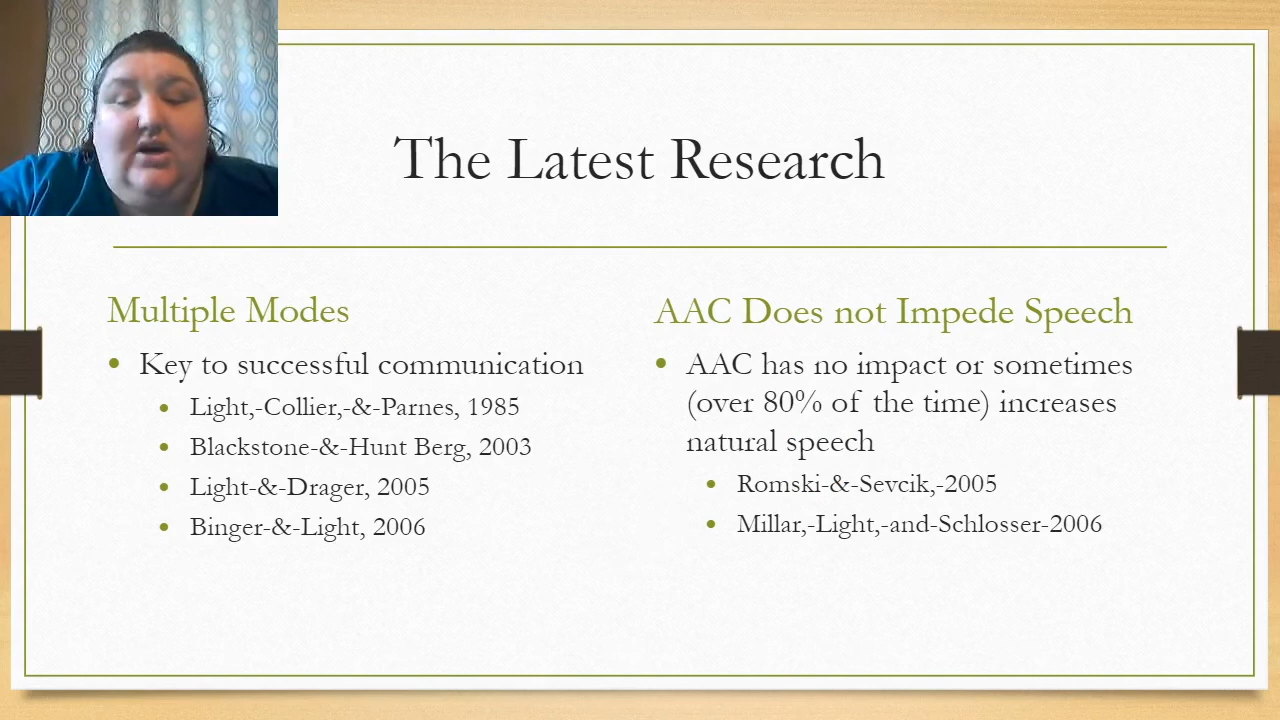 The Latest Research
Multiple Modes
• Key to successful communication
• Light,-Collier,-&-Parnes, 1985
• Blackstone-&-Hunt Berg, 2003
• Light-&-Drager, 2005
• Binger-&-Light, 2006
AAC Does not Impede Speech
• AAC has no impact or sometimes
(over 80% of the time) increases
natural speech
• Romski-&-Sevcik,-2005
• Millar,-Light,-and-Schlosser-2006